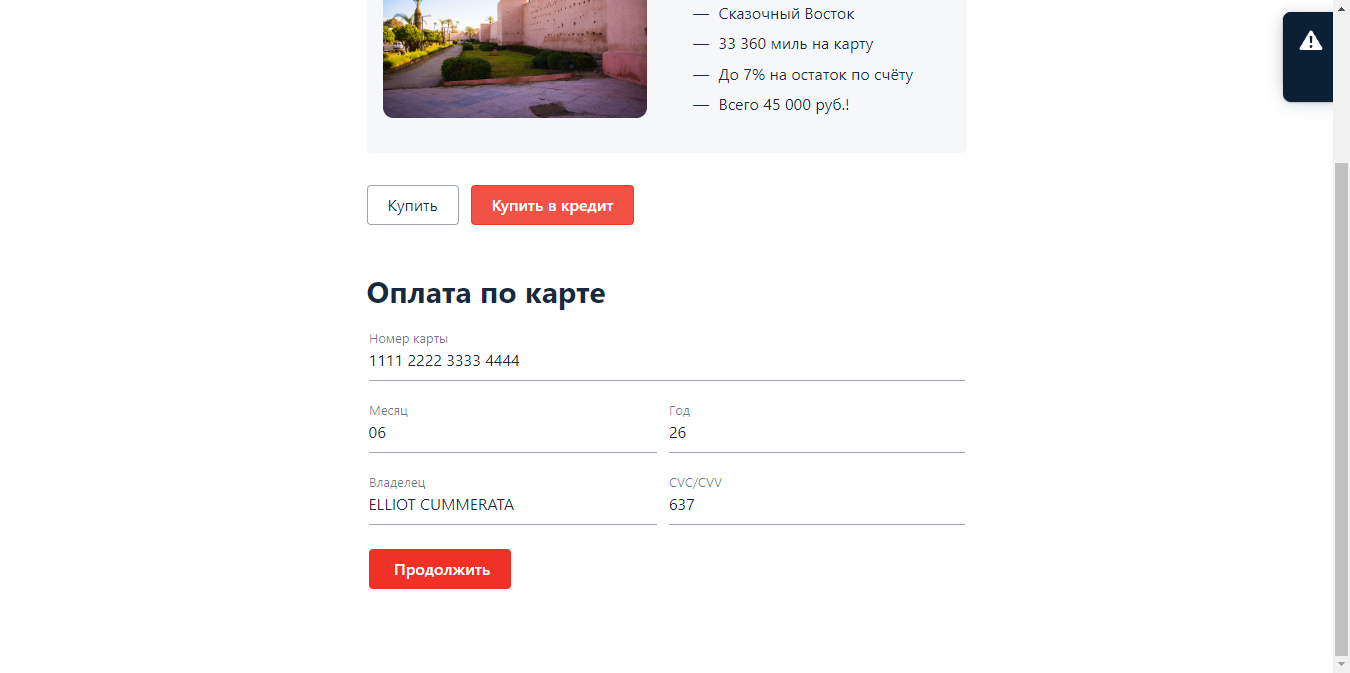 — Сказочный Восток
— 33 360 миль на карту
— До 7% на остаток по счёту
— Всего 45 000 руб.!
Купить
Купить в кредит
Оплата по карте
Номер карты
1111 2222 3333 4444
Месяц
Год
06
26
Владелец
CVC/CVV
ELLIOT CUMMERATA
637
Продолжить